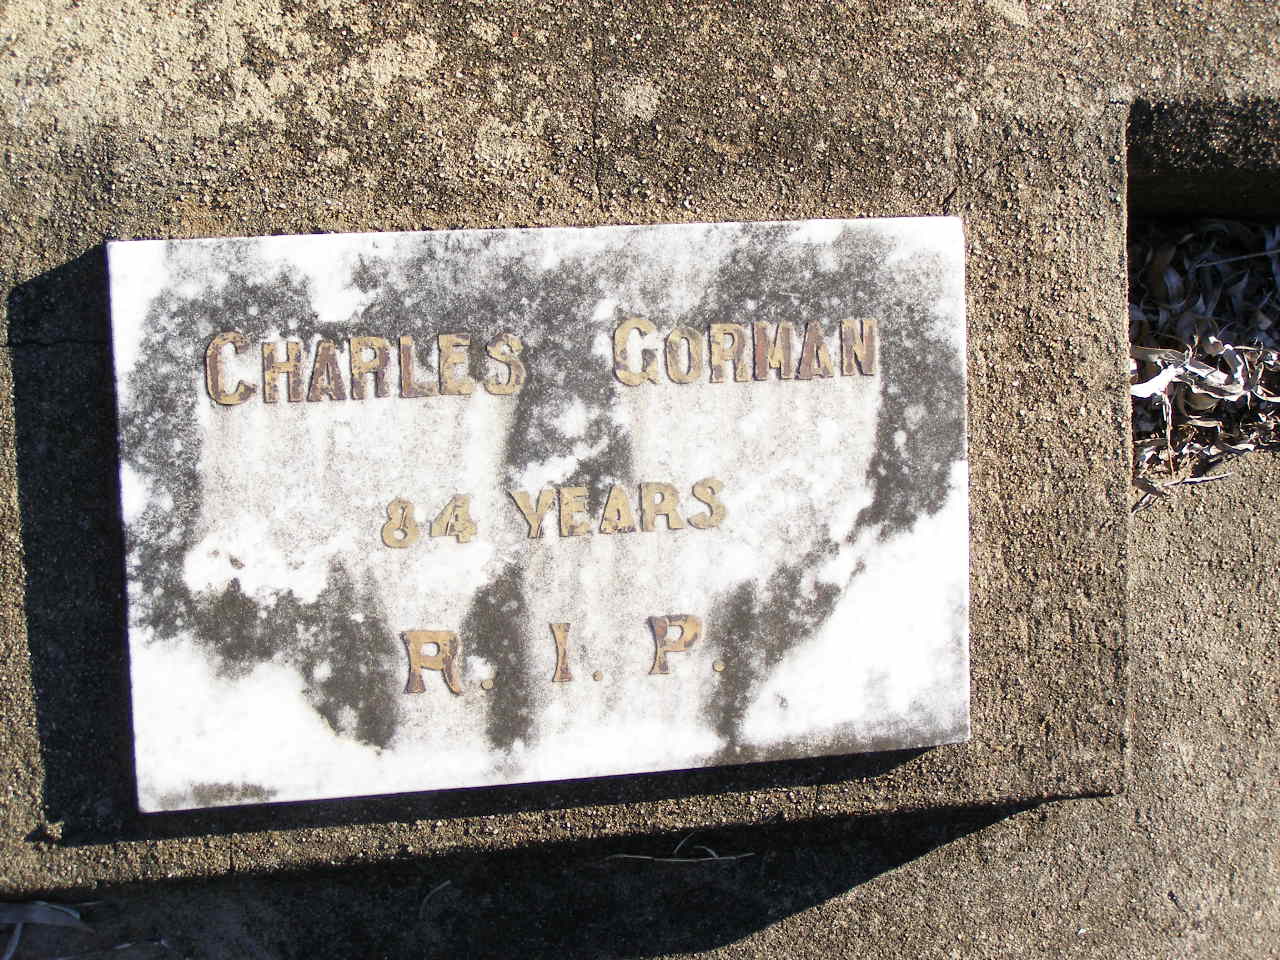 CHARLES GORMAN
84 YEARS
R. I. P.